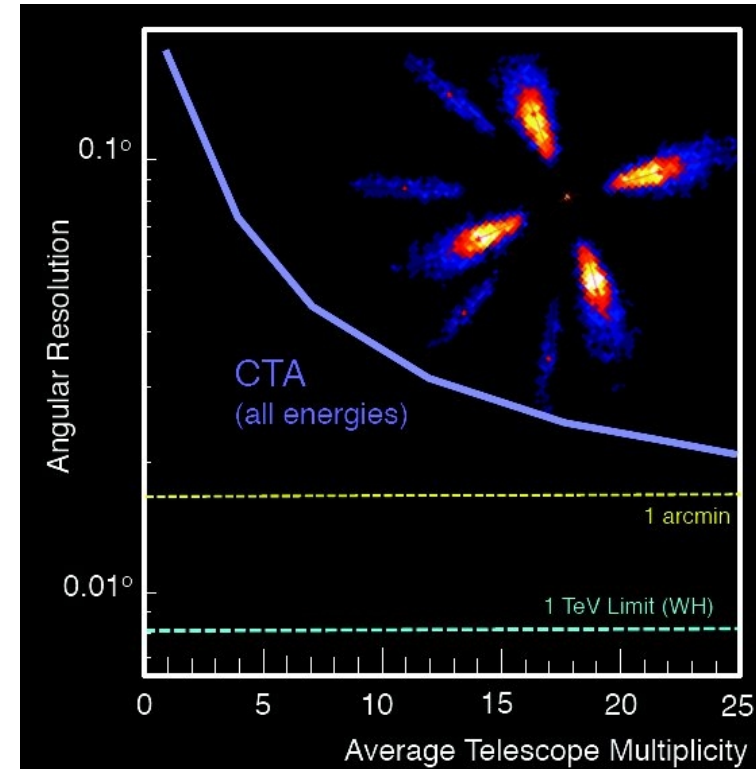 0.1°
Angular Resolution
CTA
(all energies)
1 arcmin
0.01°
1 TeV Limit (WH)
0 5 10 15 20 25
Average Telescope Multiplicity